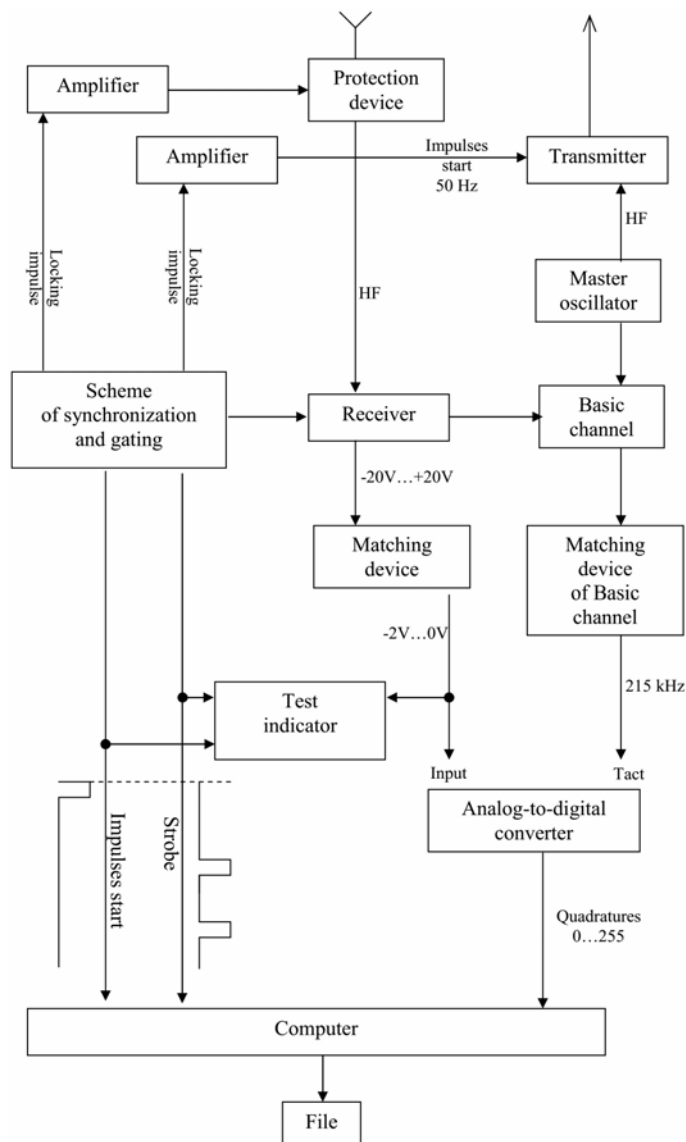 Amplifier
Protection
device
Amplifier
Impulses
start
50 Hz
Transmitter
Locking
impulse
Locking
impulse
HF
HF
Master
oscillator
Scheme
of synchronization
and gating
Receiver
Basic
channel
-20V…+20V
Matching
device
Matching
device
of Basic
channel
-2V…0V
215 kHz
Test
indicator
Input
Tact
Impulses start
Strobe
Analog-to-digital
converter
Quadratures
0…255
Computer
File